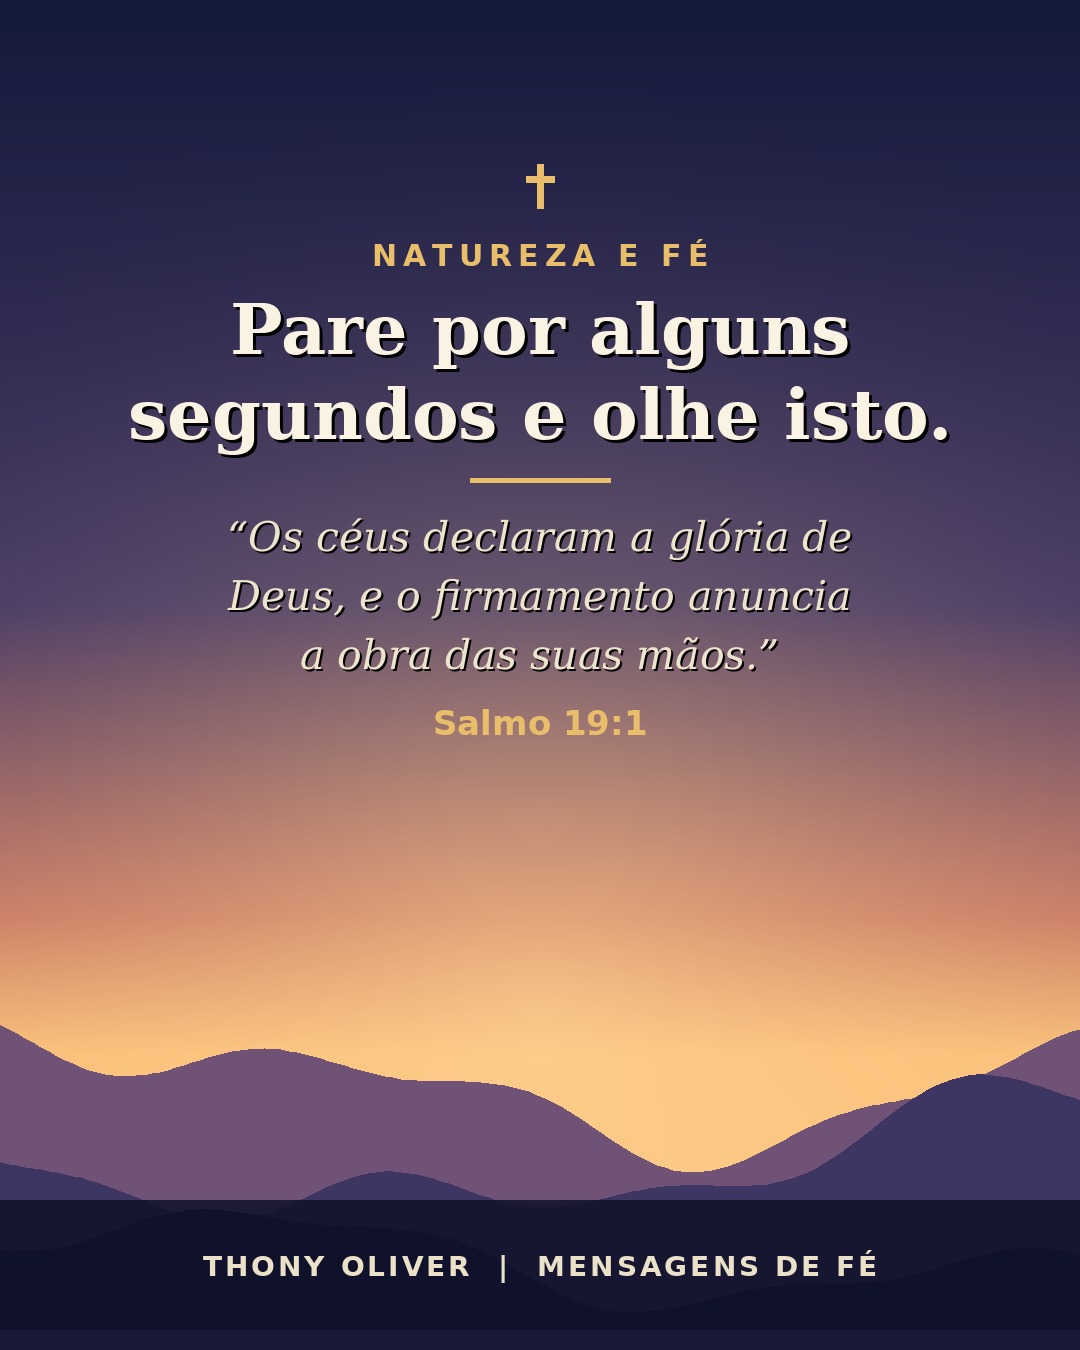 NATUREZA E FÉ
Pare por alguns
segundos e olhe isto.
“Os céus declaram a glória de
Deus, e o firmamento anuncia
a obra das suas mãos.”
Salmo 19:1
THONY OLIVER | MENSAGENS DE FÉ